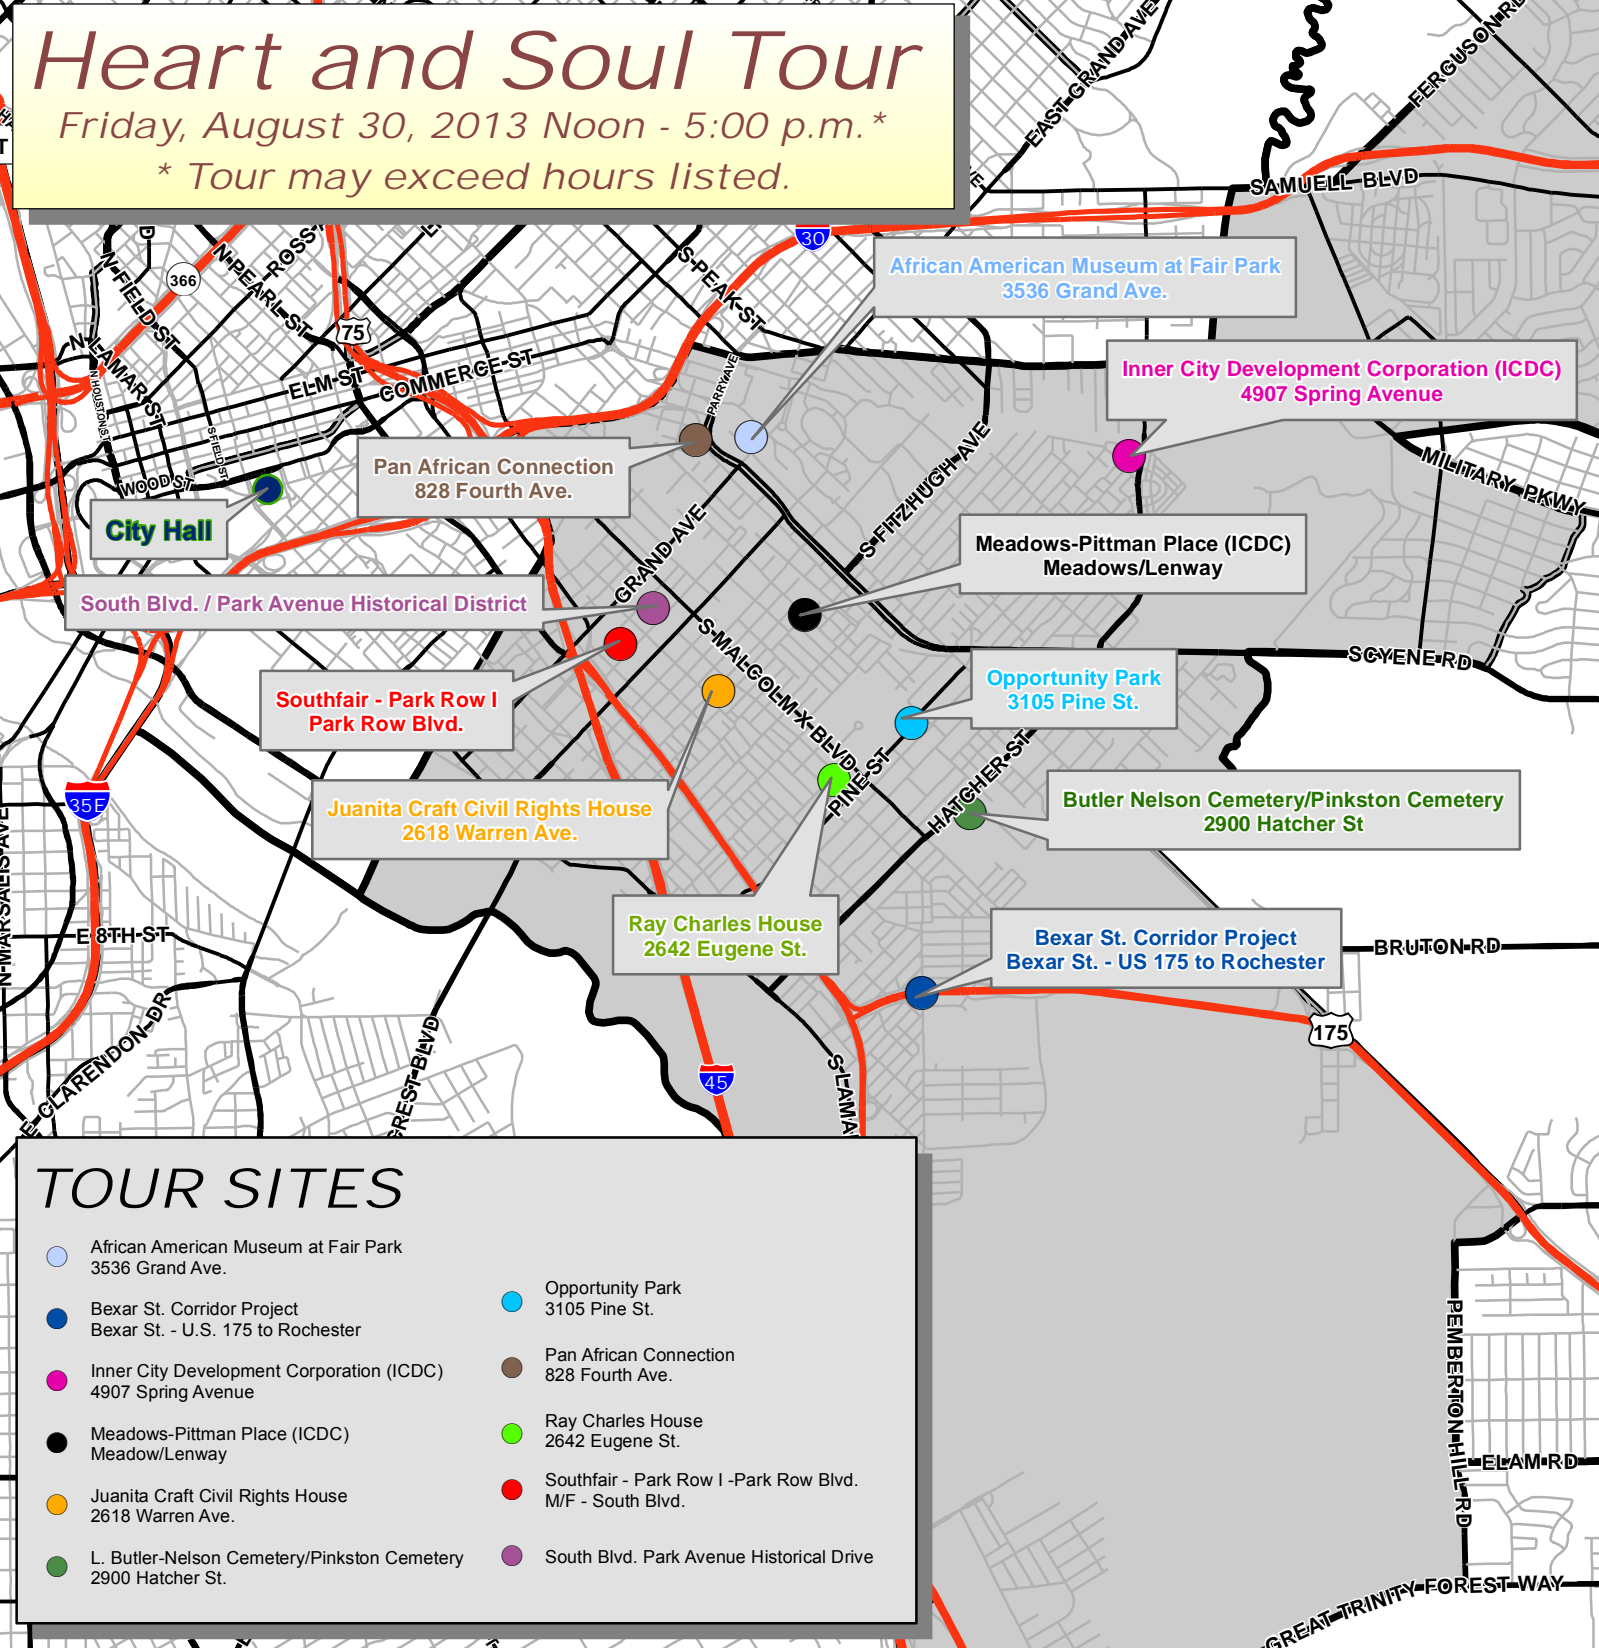 Heart and Soul Tour
Friday, August 30, 2013 Noon - 5:00 p.m.*
* Tour may exceed hours listed.
EAST GRAND AVE
FERGUSON RD
SAMUELL BLVD
30
366
75
N FIELD ST
N PEARL ST
ROSS
S PEAK ST
N LAMAR ST
N HOUSTON ST
ELM ST
COMMERCE ST
PARRY AVE
S FIELD ST
WOOD ST
African American Museum at Fair Park
3536 Grand Ave.
Inner City Development Corporation (ICDC)
4907 Spring Avenue
Pan African Connection
828 Fourth Ave.
City Hall
MILITARY PKWY
S FITZHUGH AVE
GRAND AVE
Meadows-Pittman Place (ICDC)
Meadows/Lenway
South Blvd. / Park Avenue Historical District
S MALCOLM X BLVD
SCYENE RD
Southfair - Park Row I
Park Row Blvd.
Opportunity Park
3105 Pine St.
PINE ST
HATCHER ST
35E
Juanita Craft Civil Rights House
2618 Warren Ave.
Butler Nelson Cemetery/Pinkston Cemetery
2900 Hatcher St
N MARSALIS AVE
E 8TH ST
Ray Charles House
2642 Eugene St.
Bexar St. Corridor Project
Bexar St. - US 175 to Rochester
BRUTON RD
175
E CLARENDON DR
CREST BLVD
45
S LAMA
TOUR SITES
African American Museum at Fair Park
3536 Grand Ave.
Bexar St. Corridor Project
Bexar St. - U.S. 175 to Rochester
Inner City Development Corporation (ICDC)
4907 Spring Avenue
Meadows-Pittman Place (ICDC)
Meadow/Lenway
Juanita Craft Civil Rights House
2618 Warren Ave.
L. Butler-Nelson Cemetery/Pinkston Cemetery
2900 Hatcher St.
Opportunity Park
3105 Pine St.
Pan African Connection
828 Fourth Ave.
Ray Charles House
2642 Eugene St.
Southfair - Park Row I -Park Row Blvd.
M/F - South Blvd.
South Blvd. Park Avenue Historical Drive
PEMBERTON HILL RD
ELAM RD
GREAT TRINITY FOREST WAY